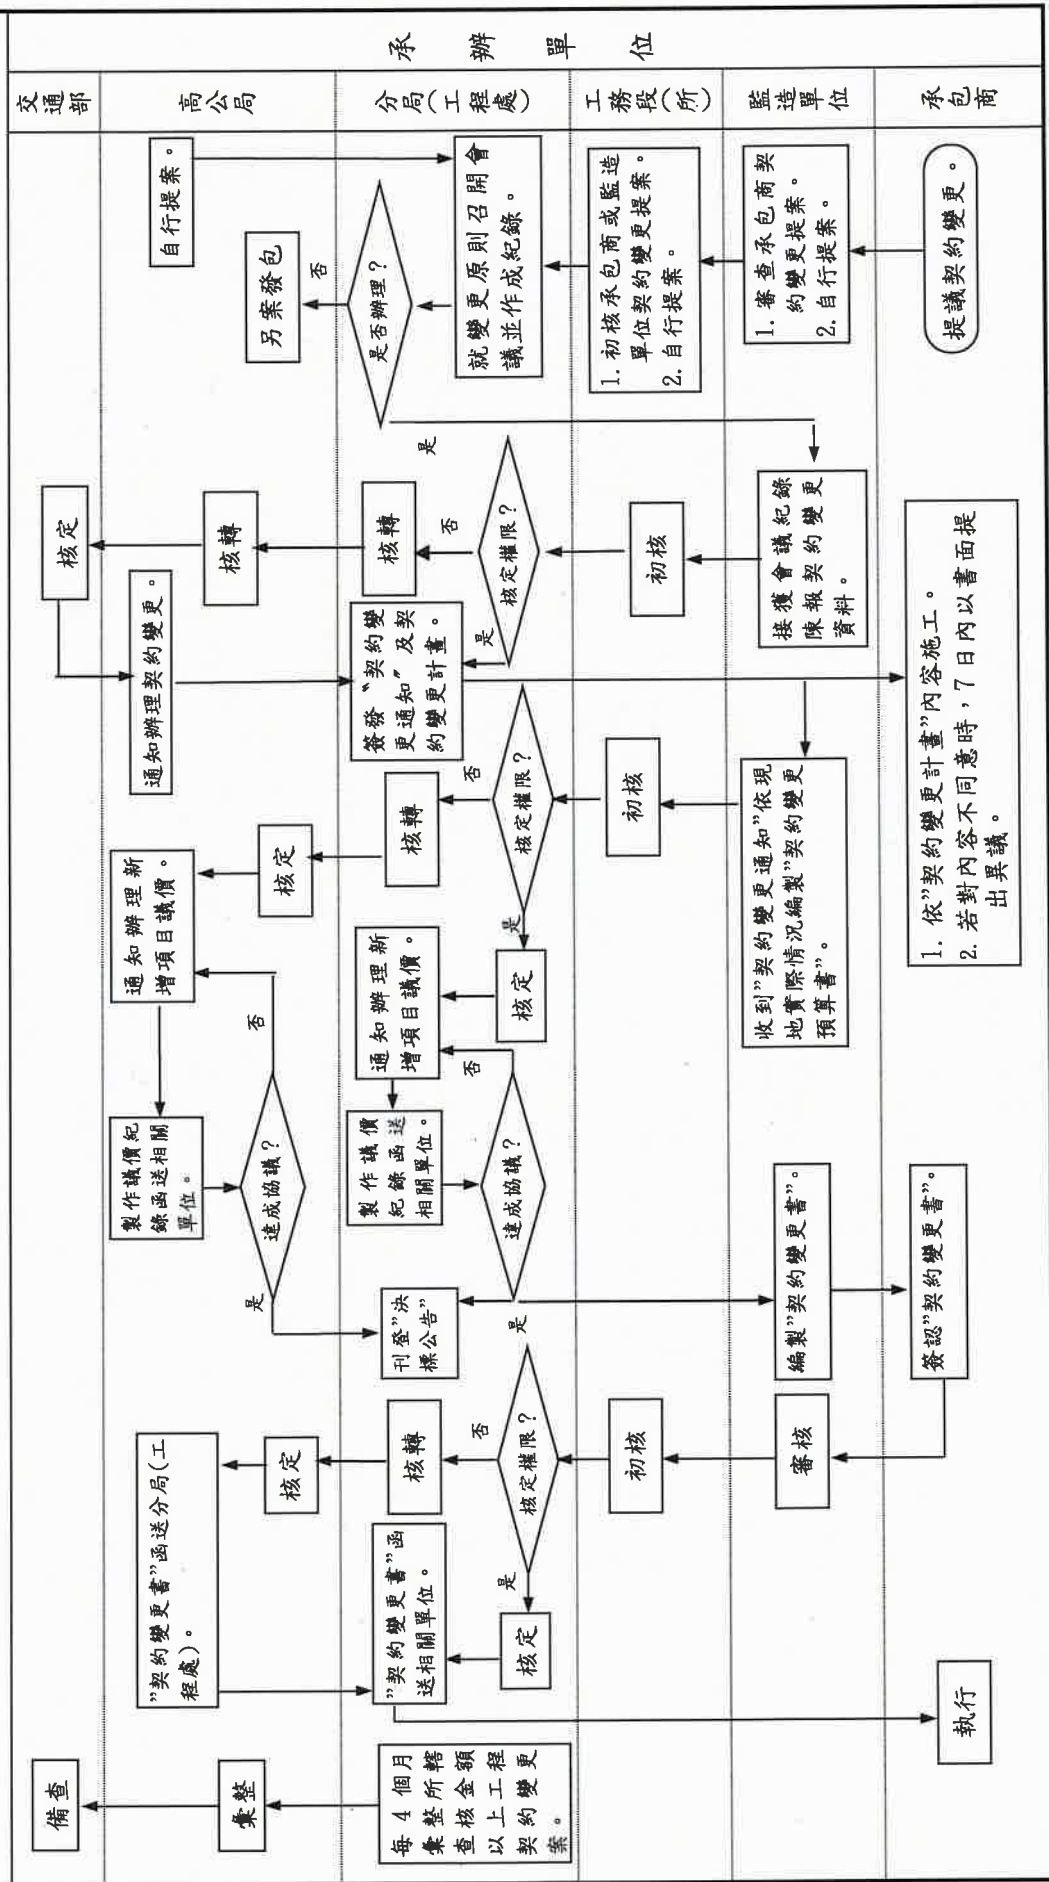 承辦單位
交通部
高公局
分局(工程處)
工務段(所)
監造單位
承包商
自行提案。
另案發包
否
是否辦理?
是
就變更原則召開會
議並作成紀錄。
1. 初核承包商或監造
單位契約變更提案。
2. 自行提案。
1. 審查承包商契
約變更提案。
2. 自行提案。
提議契約變更。
核定
核轉
核轉
否
核定權限?
是
初核
接獲會議紀錄
陳報契約變更
資料。
通知辦理契約變更。
簽發〝契約變
更通知〞及契
約變更計畫。
1. 依”契約變更計畫”內容施工。
2. 若對內容不同意時，7日內以書面提
出異議。
通知辦理新
增項目議價。
核定
核轉
否
核定權限?
是
初核
收到”契約變更通知”依現
地實際情況編製”契約變更
預算書”。
通知辦理新
增項目議價。
核定
否
否
製作議價紀
錄函送相關
單位。
達成協議?
是
製作議價
紀錄函送
相關單位。
達成協議?
是
刊登”決
標公告”
編製”契約變更書”。
簽認”契約變更書”。
”契約變更書”函送分局(工
程處)。
核定
核轉
否
核定權限?
是
初核
審核
”契約變更書”函
送相關單位。
核定
執行
備查
彙整
每4個月
彙整所轄
查核金額
以上工程
契約變更
案。